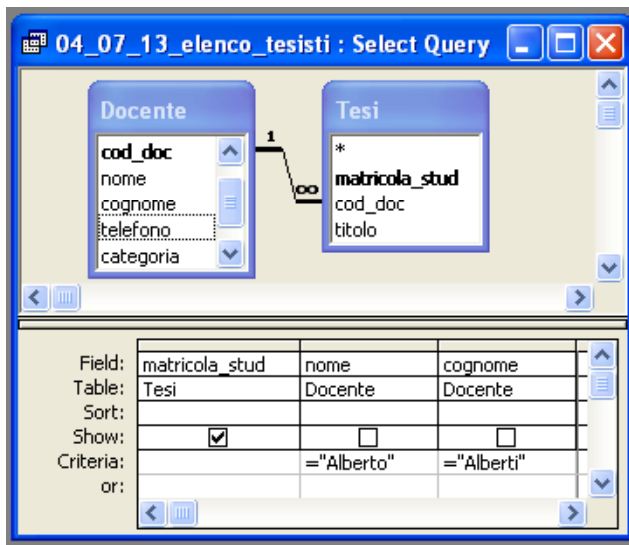 04_07_13_elenco_tesisti : Select Query
Docente
cod_doc
nome
cognome
telefono
categoria
1
∞
Tesi
*
matricola_stud
cod_doc
titolo
Field: matricola_stud nome cognome
Table: Tesi Docente Docente
Sort:
Show:
Criteria: ="Alberto" ="Alberti"
or: